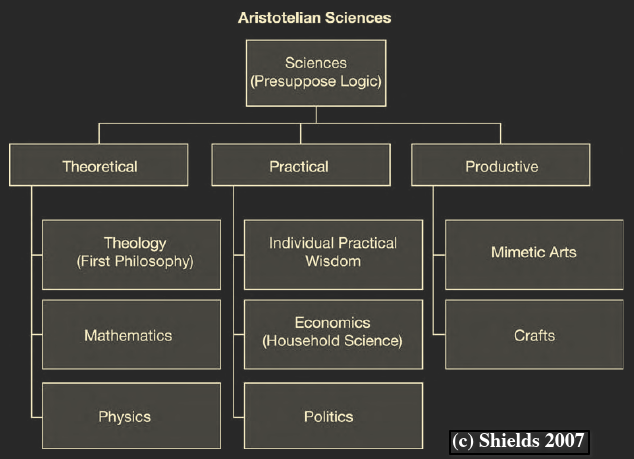 Aristotelian Sciences
Sciences
(Presuppose Logic)
Theoretical
Practical
Productive
Theology
(First Philosophy)
Individual Practical
Wisdom
Mimetic Arts
Mathematics
Economics
(Household Science)
Crafts
Physics
Politics
(c) Shields 2007